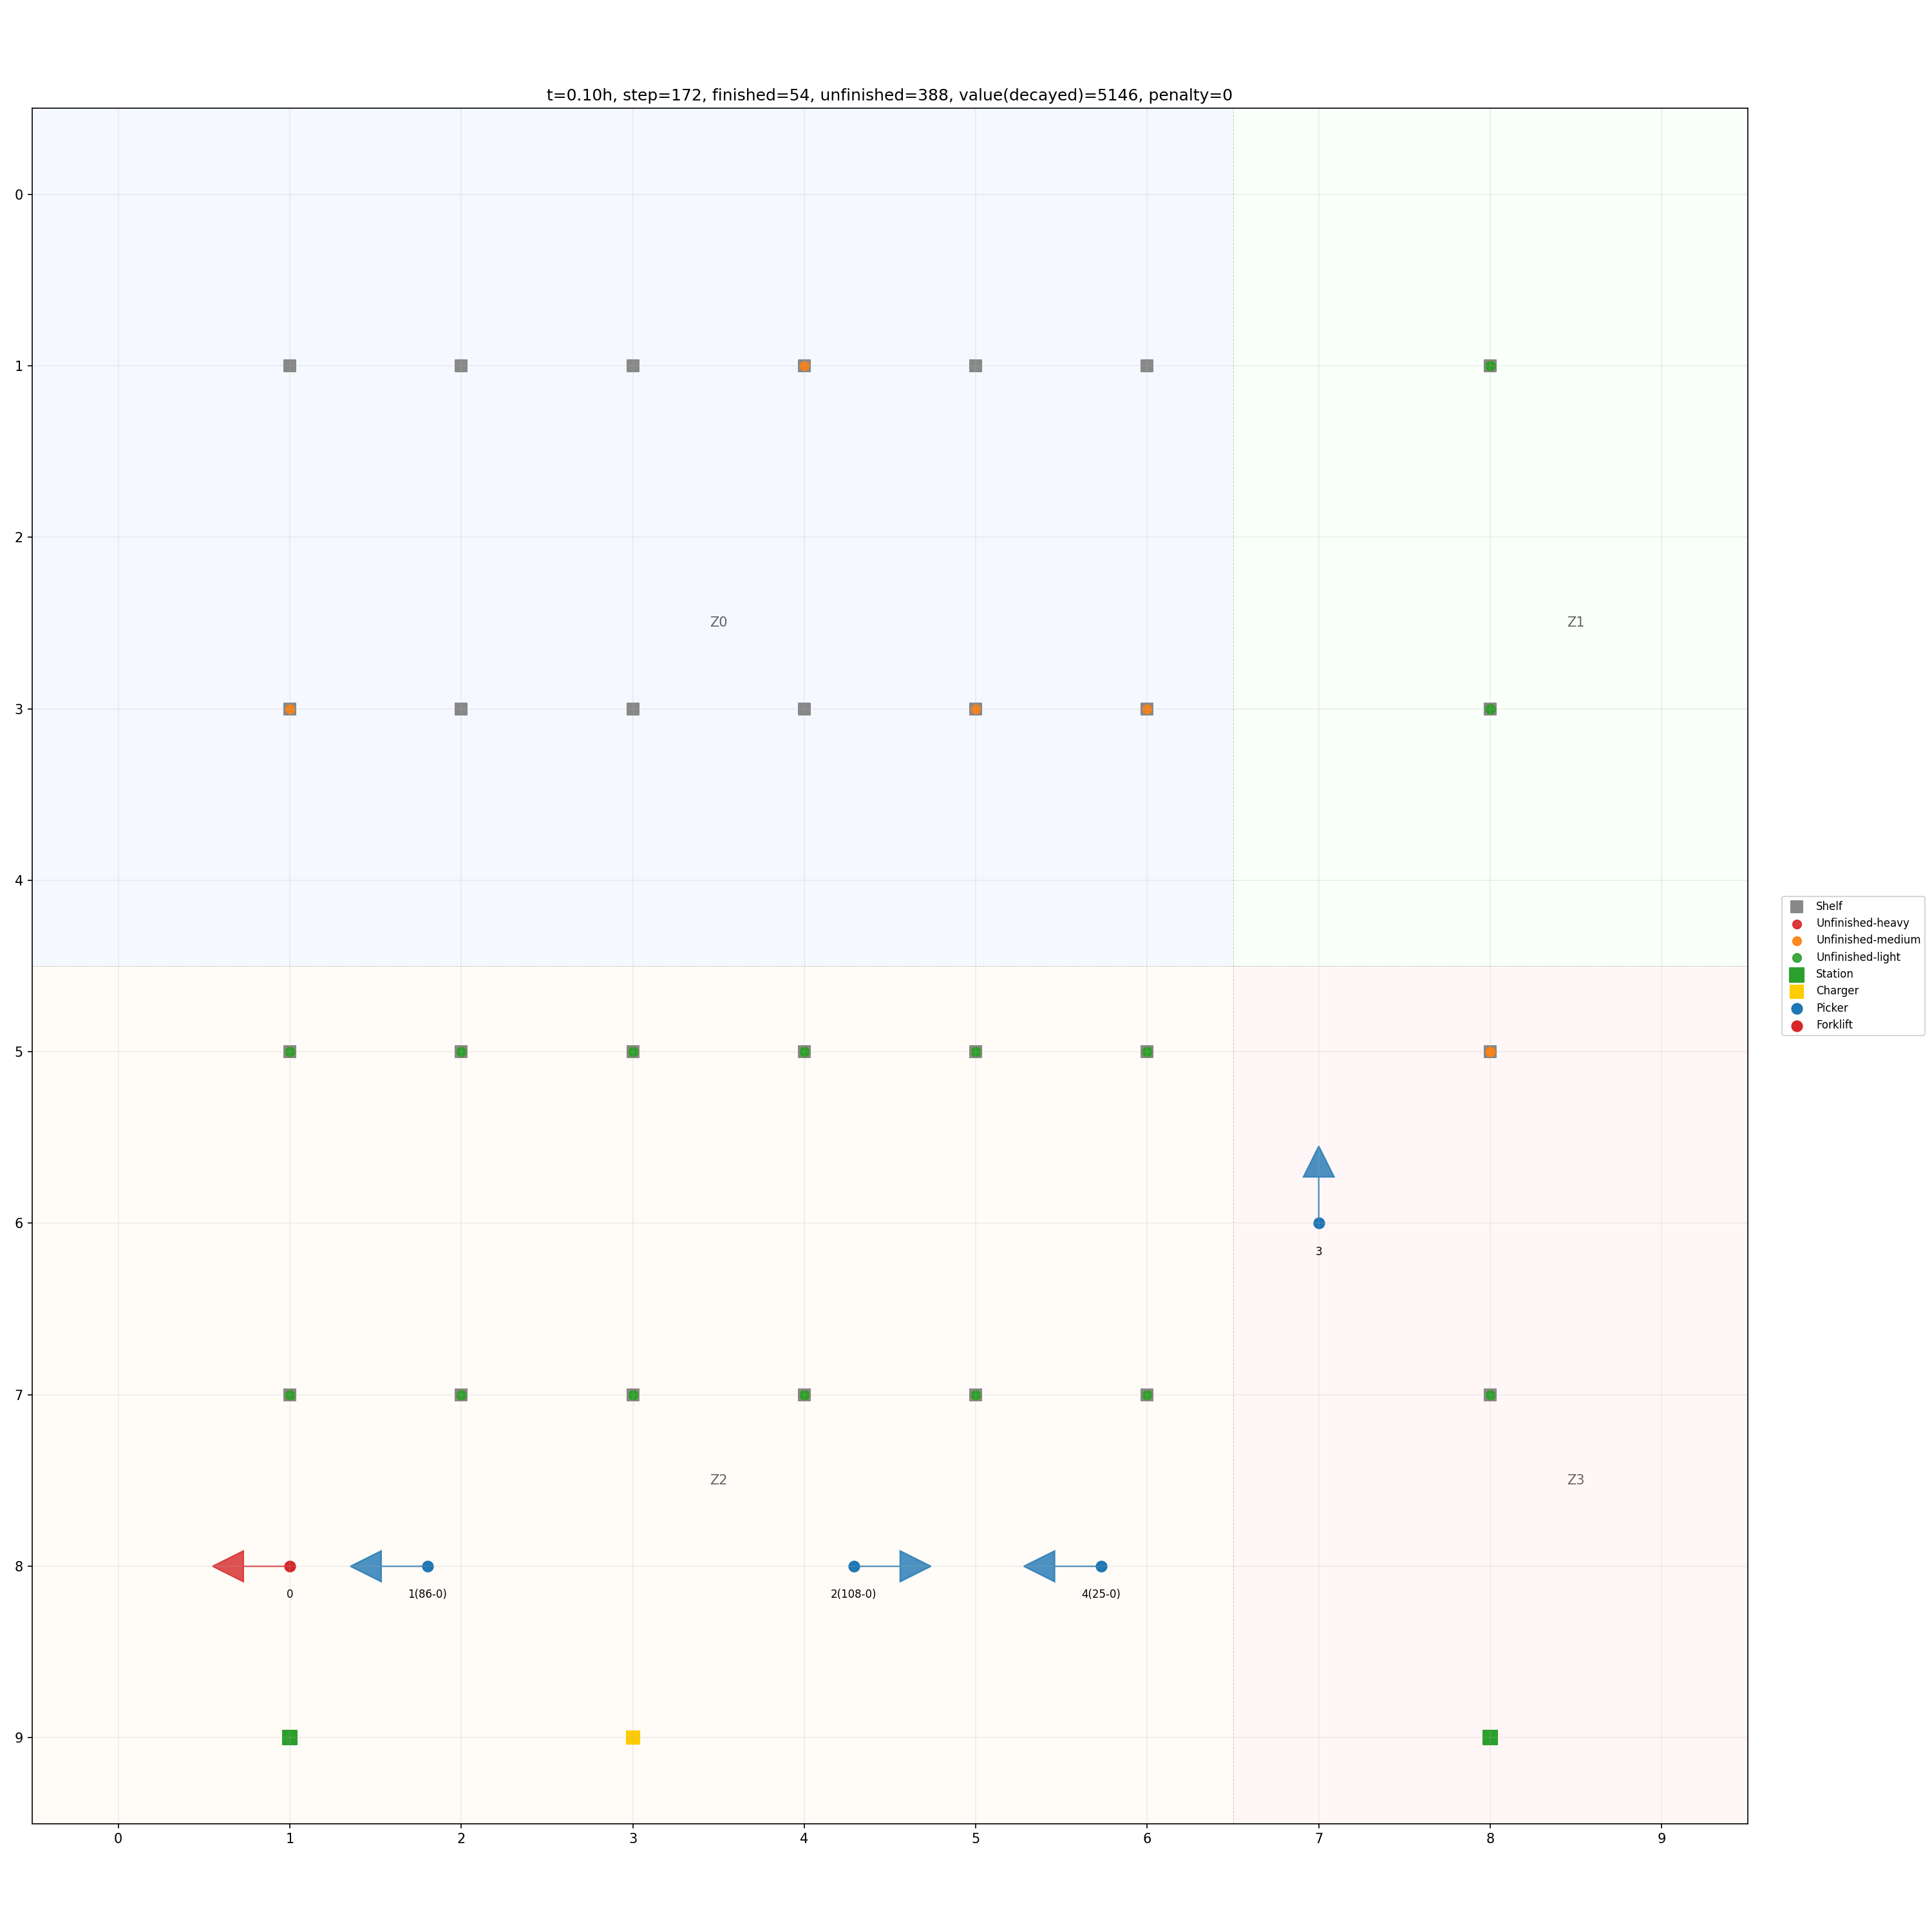 t=0.10h, step=172, finished=54, unfinished=388, value(decayed)=5146, penalty=0
0
1
2
Z0
Z1
3
4
Shelf
Unfinished-heavy
Unfinished-medium
Unfinished-light
Station
Charger
Picker
Forklift
5
6
3
7
Z2
Z3
8
0
1(86-0)
2(108-0)
4(25-0)
9
0 1 2 3 4 5 6 7 8 9